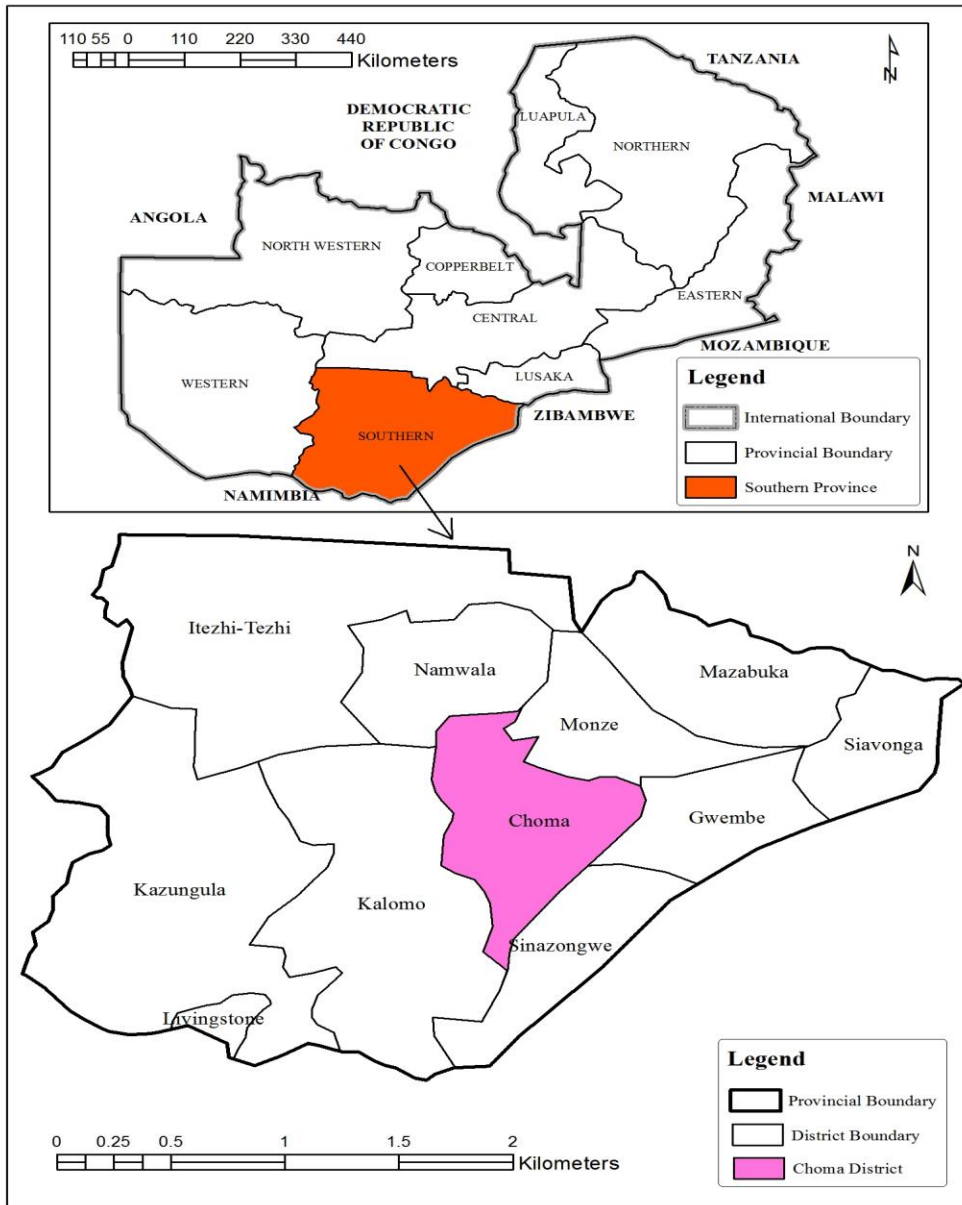 110 55 0 110 220 330 440
Kilometers
N
TANZANIA
DEMOCRATIC
REPUBLIC
OF CONGO
LUAPULA
NORTHERN
MALAWI
ANGOLA
NORTH WESTERN
COPPERBELT
EASTERN
CENTRAL
MOZAMBIQUE
WESTERN
LUSAKA
ZIBAMBWE
SOUTHERN
NAMIMBIA
Legend
International Boundary
Provincial Boundary
Southern Province
N
Itezhi-Tezhi
Namwala
Mazabuka
Monze
Siavonga
Choma
Gwembe
Kazungula
Kalomo
Sinazongwe
Livingstone
Legend
Provincial Boundary
District Boundary
Choma District
0 0.25 0.5 1 1.5 2
Kilometers